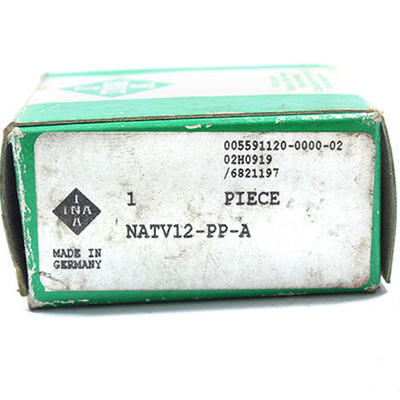 005591120-0000-02
02H0919
/6821197
1 PIECE
I
INA
A
NATV12-PP-A
MADE IN
GERMANY